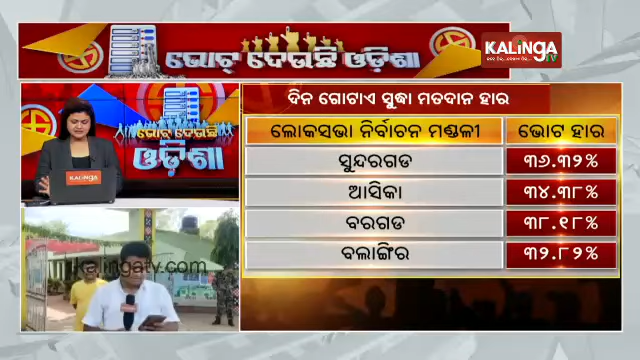 ଭୋଟ୍ ଦେଉଛି ଓଡ଼ିଶା
KALINGA TV
ଦିନ ଗୋଟାଏ ସୁଦ୍ଧା ମତଦାନ ହାର
ଲୋକସଭା ନିର୍ବାଚନ ମଣ୍ଡଳୀ ଭୋଟ ହାର
ସୁନ୍ଦରଗଡ ୩୬.୩୨%
ଆସିକା ୩୪.୩୮%
ବରଗଡ ୩୮.୧୮%
ବଲାଙ୍ଗିର ୩୨.୮୨%
ଭୋଟ୍ ଦେଉଛି
ଓଡ଼ିଶା
KALINGA
kalingatv.com